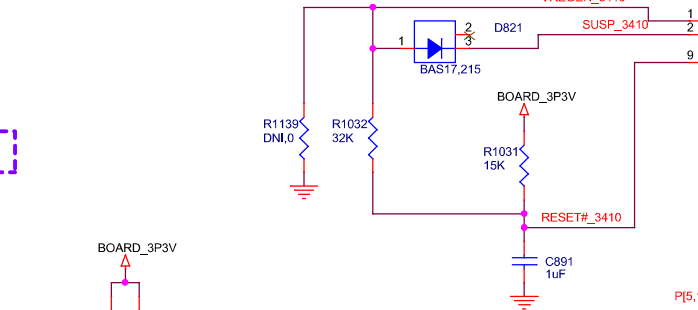 1
SUSP_3410
2
D821
2
1
3
BAS17,215
9
BOARD_3P3V
R1139
DNI,0
R1032
32K
R1031
15K
RESET#_3410
BOARD_3P3V
C891
1uF
P[5,